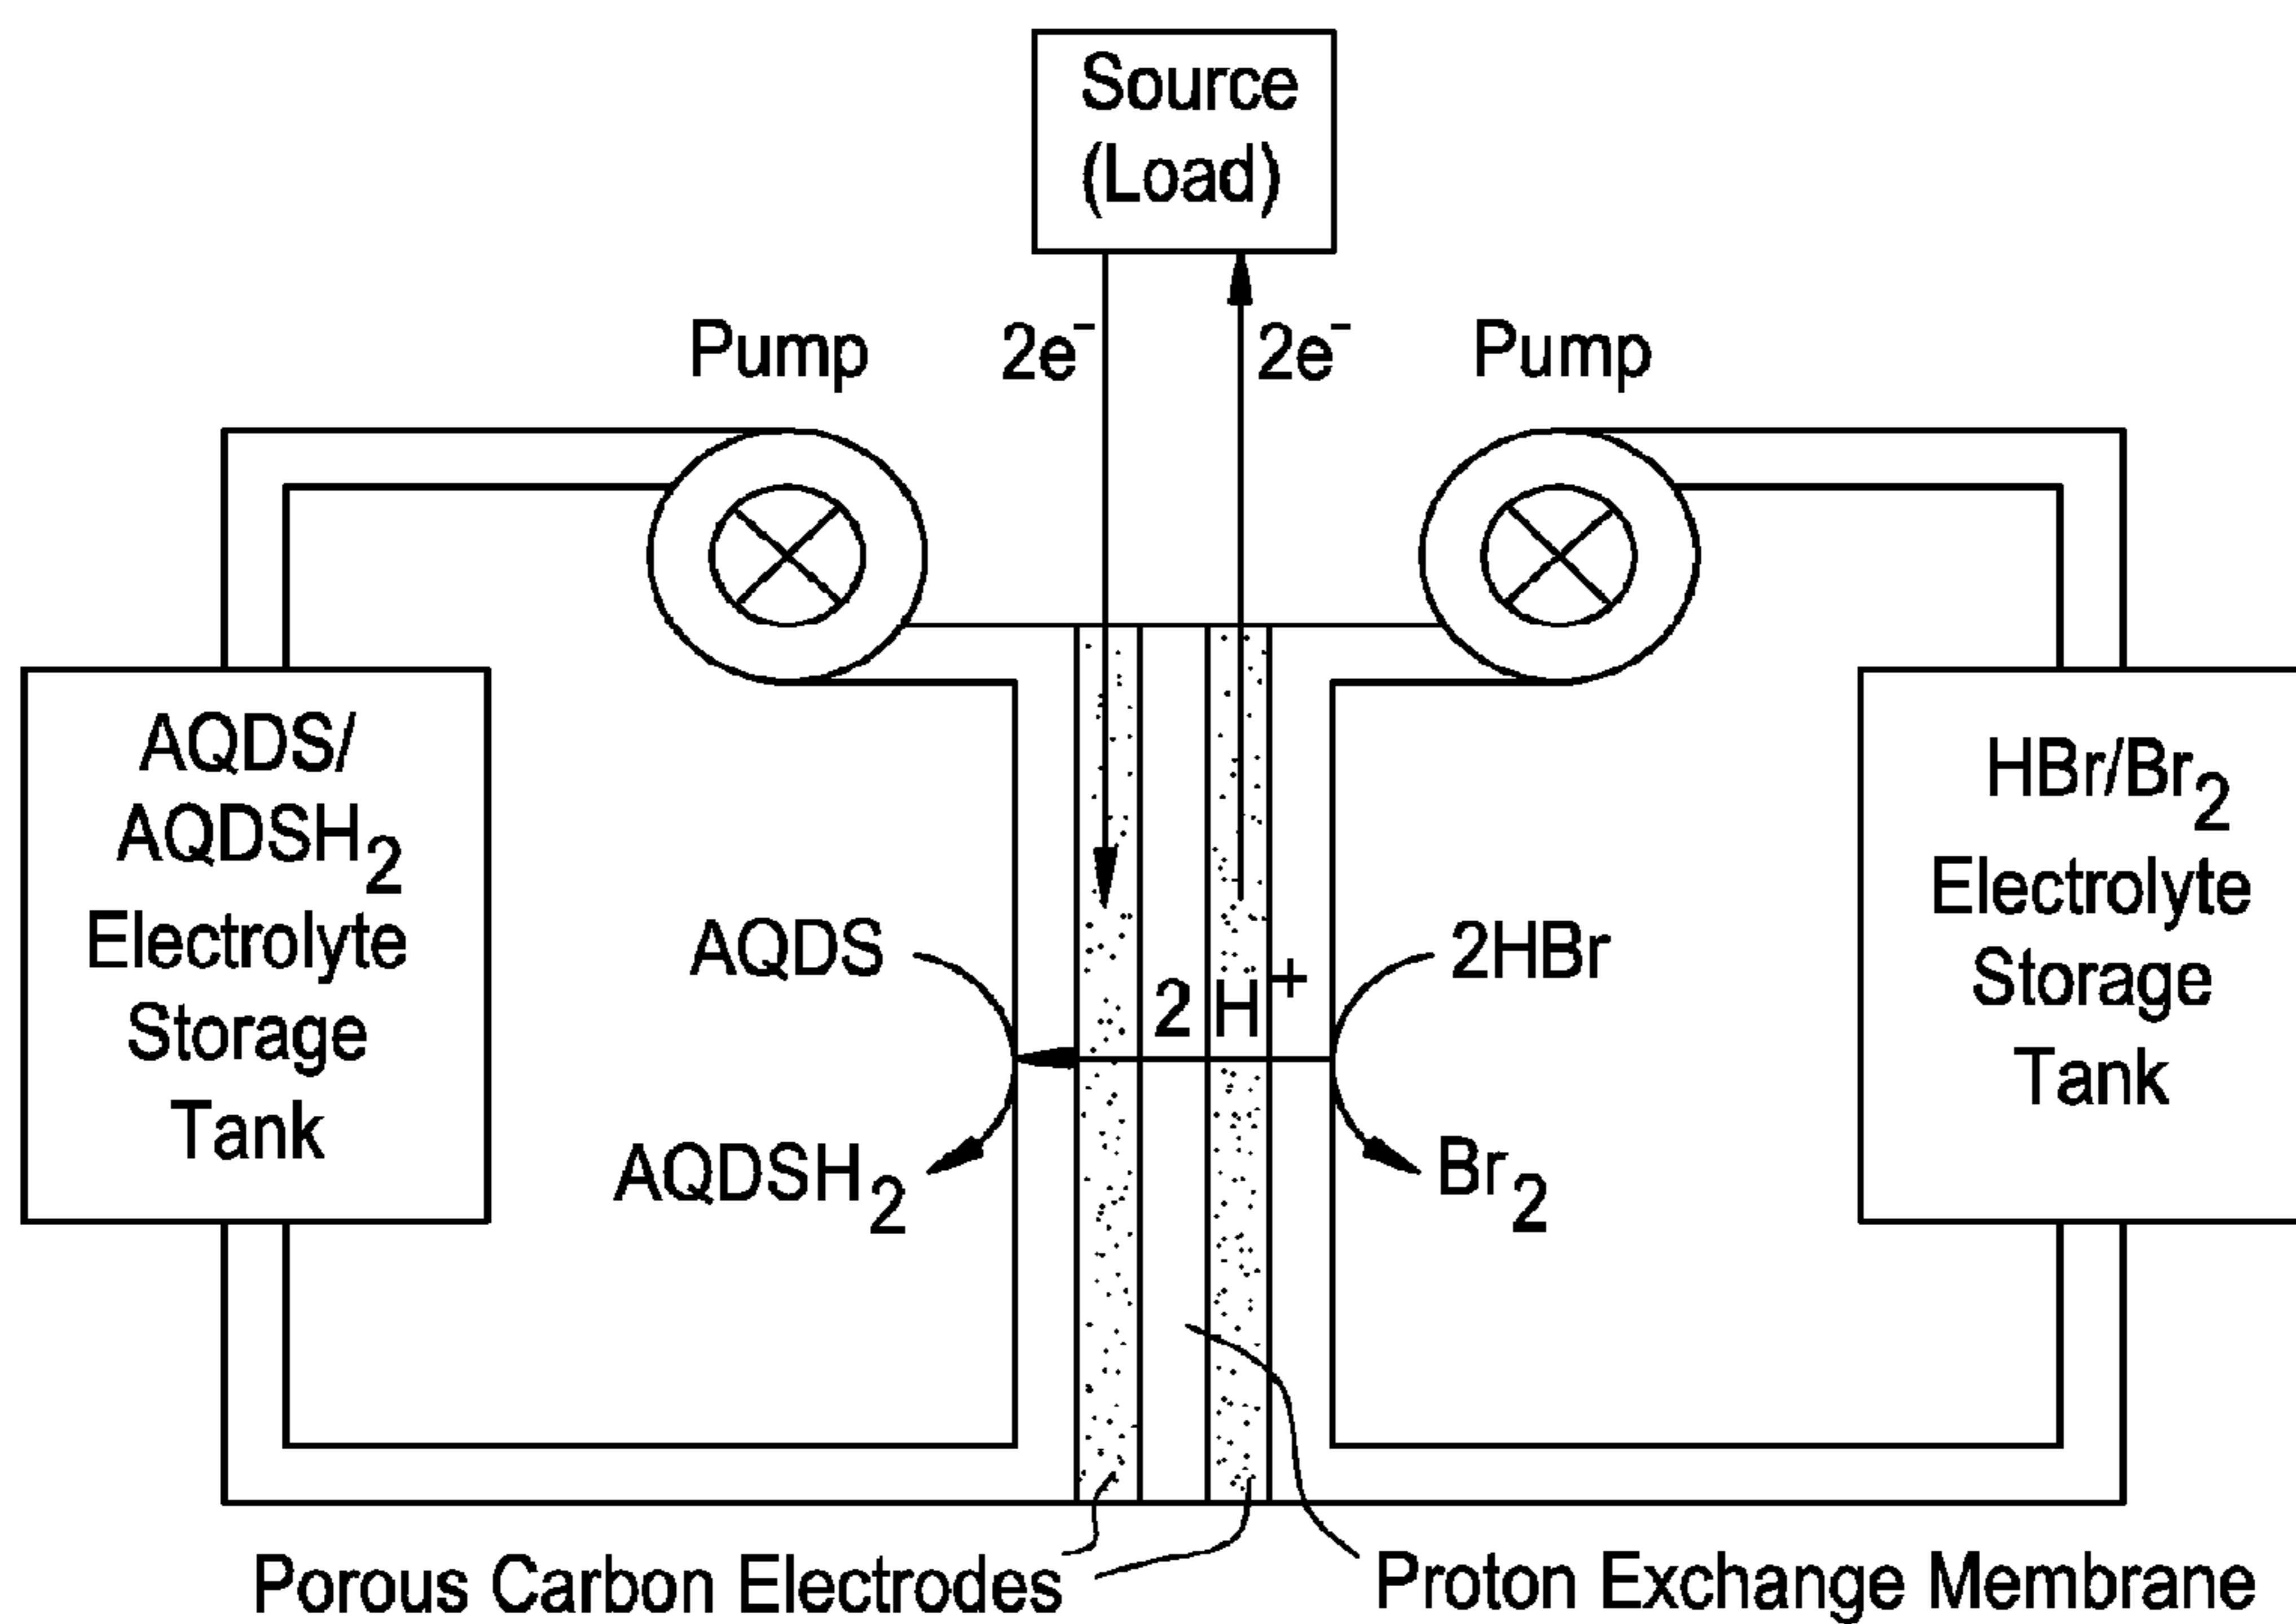 Source
(Load)
Pump
2e⁻
2e⁻
Pump
AQDS/
AQDSH₂
Electrolyte
Storage
Tank
HBr/Br₂
Electrolyte
Storage
Tank
AQDS
2 H⁺
2HBr
AQDSH₂
Br₂
Porous Carbon Electrodes
Proton Exchange Membrane